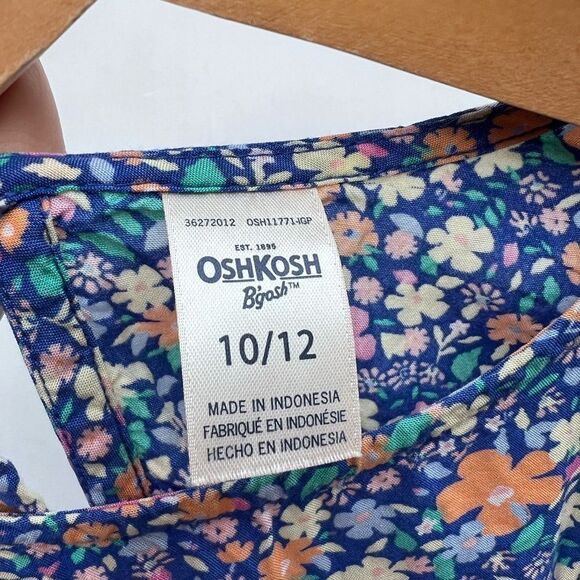 36272012 OSH11771-IGP
EST. 1895
OSHKOSH
B'gosh™
10/12
MADE IN INDONESIA
FABRIQUÉ EN INDONÉSIE
HECHO EN INDONESIA